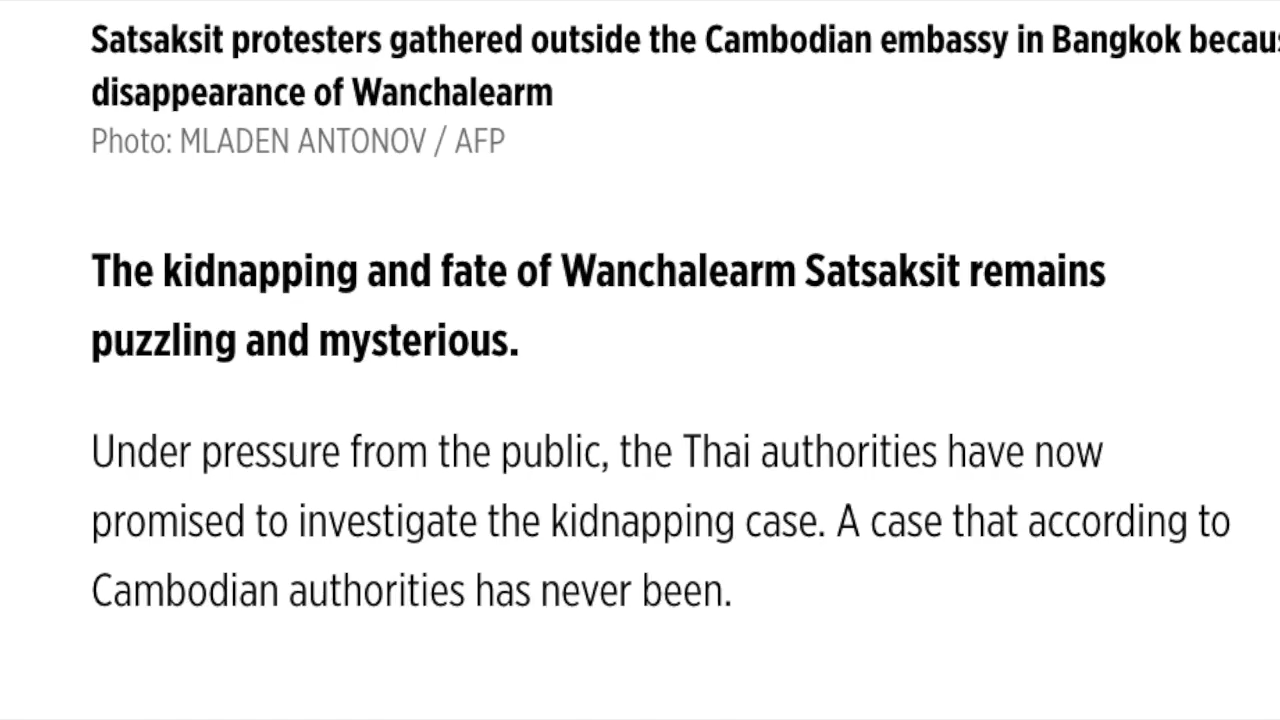 Satsaksit protesters gathered outside the Cambodian embassy in Bangkok
disappearance of Wanchalearm
Photo: MLADEN ANTONOV / AFP
The kidnapping and fate of Wanchalearm Satsaksit remains
puzzling and mysterious.
Under pressure from the public, the Thai authorities have now
promised to investigate the kidnapping case. A case that according to
Cambodian authorities has never been.